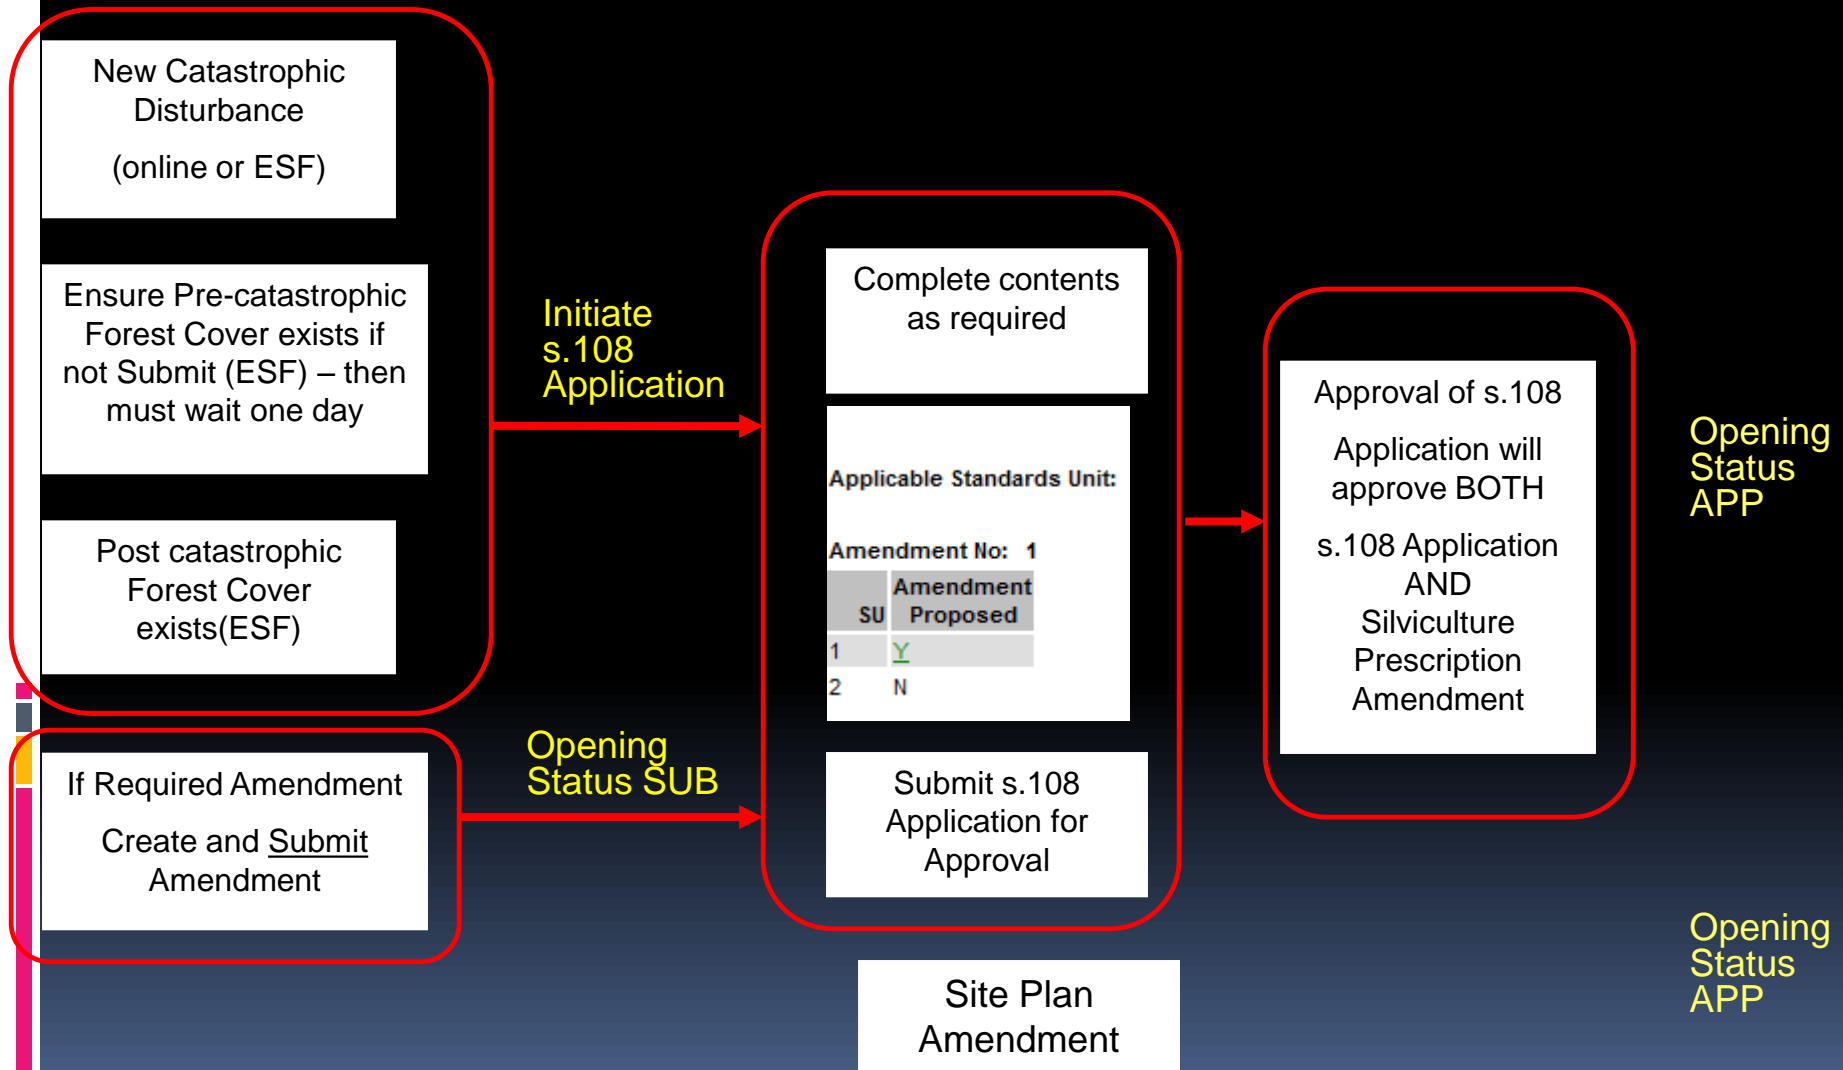 New Catastrophic
Disturbance
(online or ESF)
Ensure Pre-catastrophic
Forest Cover exists if
not Submit (ESF) – then
must wait one day
Post catastrophic
Forest Cover
exists(ESF)
If Required Amendment
Create and Submit
Amendment
Initiate
s.108
Application
Opening
Status SUB
Complete contents
as required
Applicable Standards Unit:
Amendment No: 1
SU Amendment
Proposed
1 Y
2 N
Submit s.108
Application for
Approval
Site Plan
Amendment
Approval of s.108
Application will
approve BOTH
s.108 Application
AND
Silviculture
Prescription
Amendment
Opening
Status
APP
Opening
Status
APP